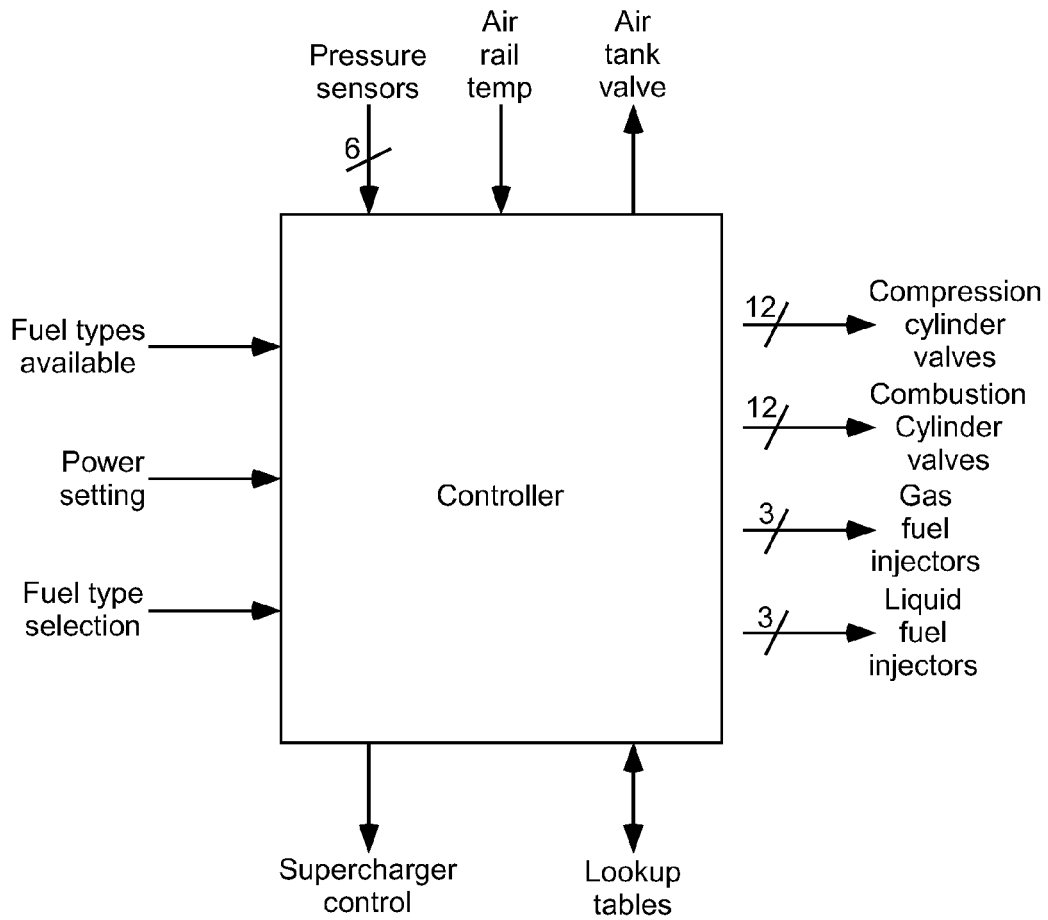 Pressure
sensors
Air
rail
temp
Air
tank
valve
6
Fuel types
available
Power
setting
Fuel type
selection
Controller
12
Compression
cylinder
valves
12
Combustion
Cylinder
valves
3
Gas
fuel
injectors
3
Liquid
fuel
injectors
Supercharger
control
Lookup
tables